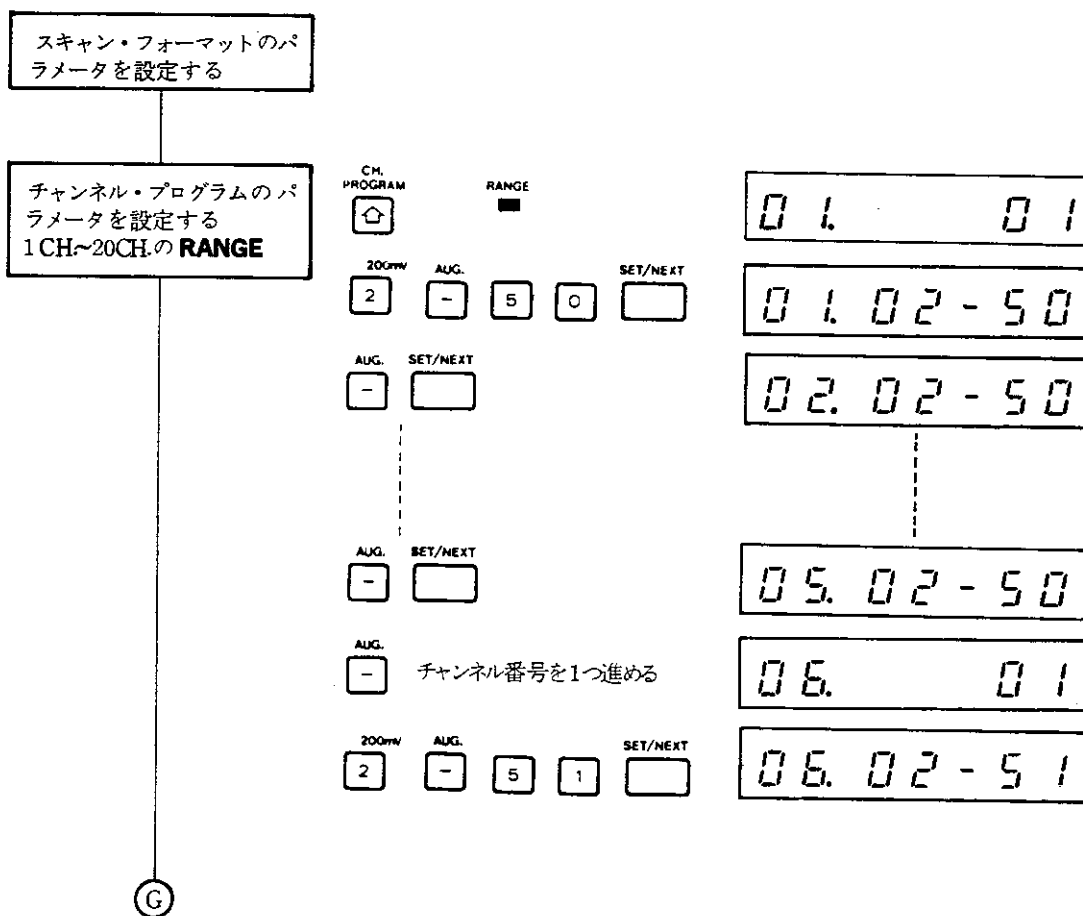 スキャン・フォーマットのパ
ラメータを設定する
チャンネル・プログラムのパ
ラメータを設定する
1CH.~20CH.の RANGE
CH.
PROGRAM
RANGE
01. 01
200mV AUG. SET/NEXT
2 - 5 0
01. 02-50
AUG. SET/NEXT
-
02. 02-50
AUG. SET/NEXT
-
05. 02-50
AUG.
- チャンネル番号を1つ進める
06. 01
200mV AUG. SET/NEXT
2 - 5 1
06. 02-51
G